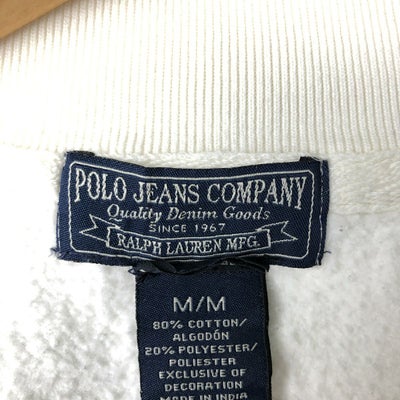 POLO JEANS COMPANY
Quality Denim Goods
SINCE 1967
RALPH LAUREN MFG.
M/M
80% COTTON/
ALGODÓN
20% POLYESTER/
POLIESTER
EXCLUSIVE OF
DECORATION
MADE IN INDIA